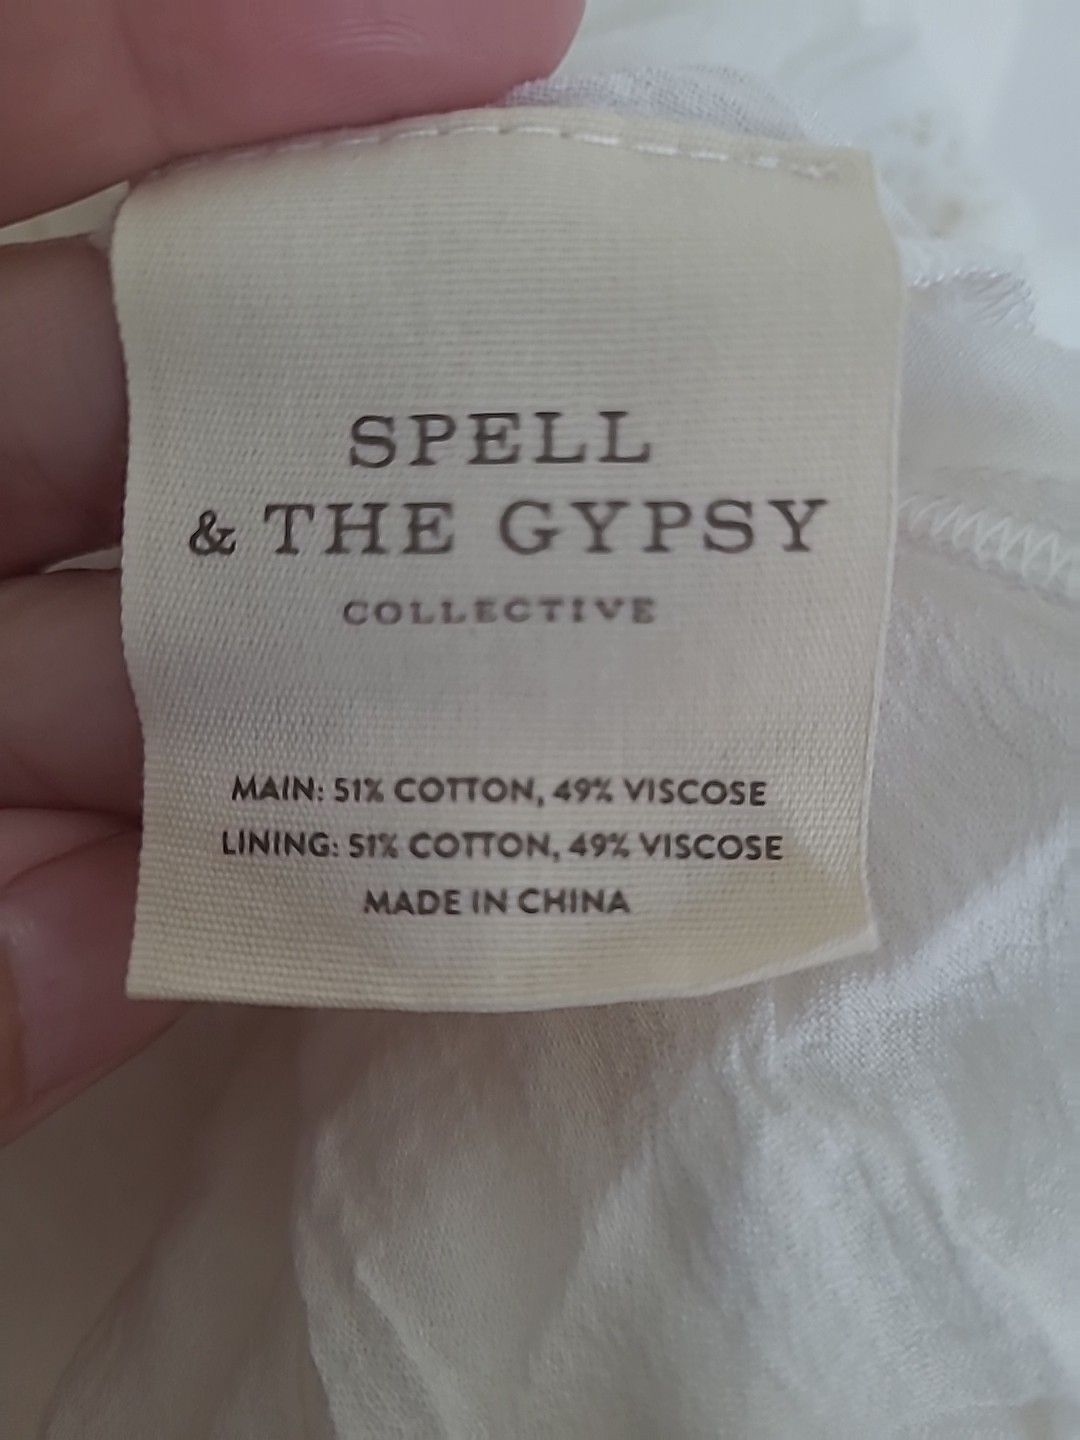 SPELL
& THE GYPSY
COLLECTIVE
MAIN: 51% COTTON, 49% VISCOSE
LINING: 51% COTTON, 49% VISCOSE
MADE IN CHINA